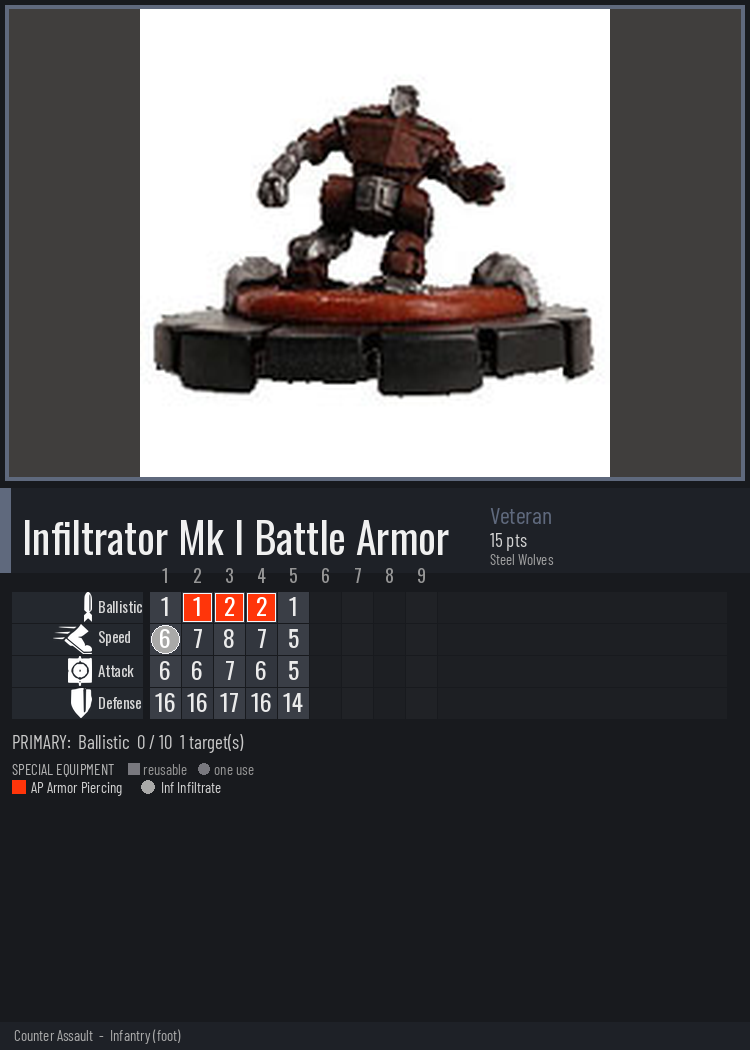 Infiltrator Mk I Battle Armor
Veteran
15 pts
Steel Wolves
1 2 3 4 5 6 7 8 9
Ballistic 1 1 2 2 1
Speed 6 7 8 7 5
Attack 6 6 7 6 5
Defense 16 16 17 16 14
PRIMARY: Ballistic 0 / 10 1 target(s)
SPECIAL EQUIPMENT reusable one use
AP Armor Piercing Inf Infiltrate
Counter Assault - Infantry (foot)